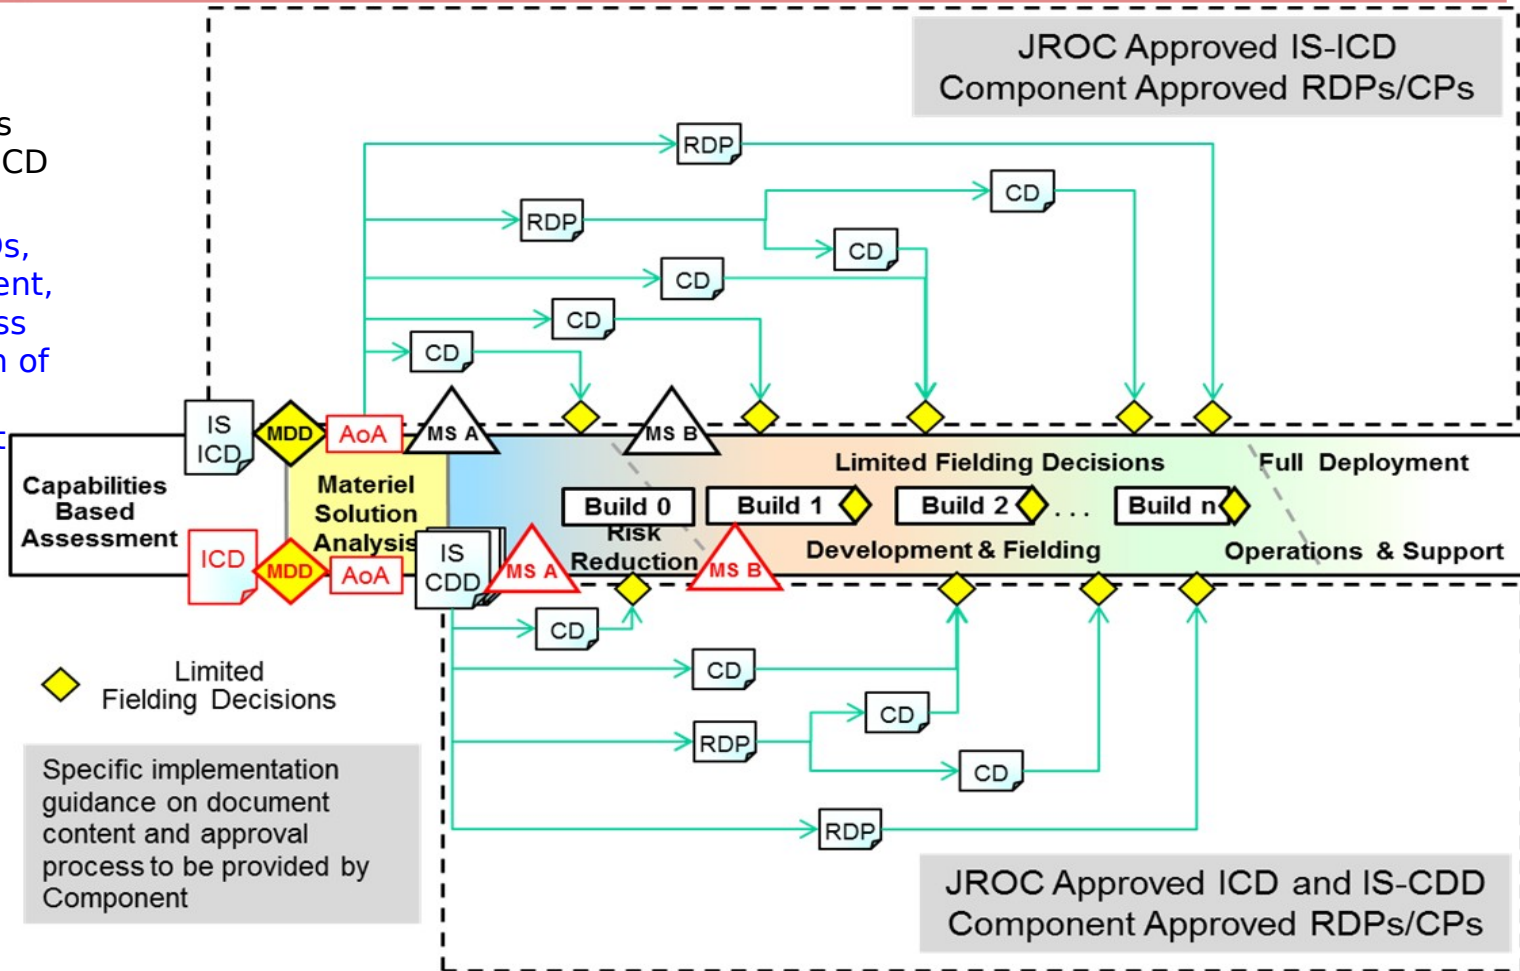 JROC Approved IS-ICD
Component Approved RDPs/CPs
s
CD
s,
ent,
ss
n of
RDP
CD
RDP
CD
CD
CD
CD
IS
ICD
MDD
AoA
MS A
MS B
Capabilities
Based
Assessment
Materiel
Solution
Analysis
Limited Fielding Decisions
Full Deployment
Build 0
Build 1
Build 2
...
Build n
Risk
Reduction
Development & Fielding
Operations & Support
ICD
MDD
AoA
IS
CDD
MS A
MS B
CD
CD
CD
RDP
CD
RDP
Limited
Fielding Decisions
Specific implementation
guidance on document
content and approval
process to be provided by
Component
JROC Approved ICD and IS-CDD
Component Approved RDPs/CPs